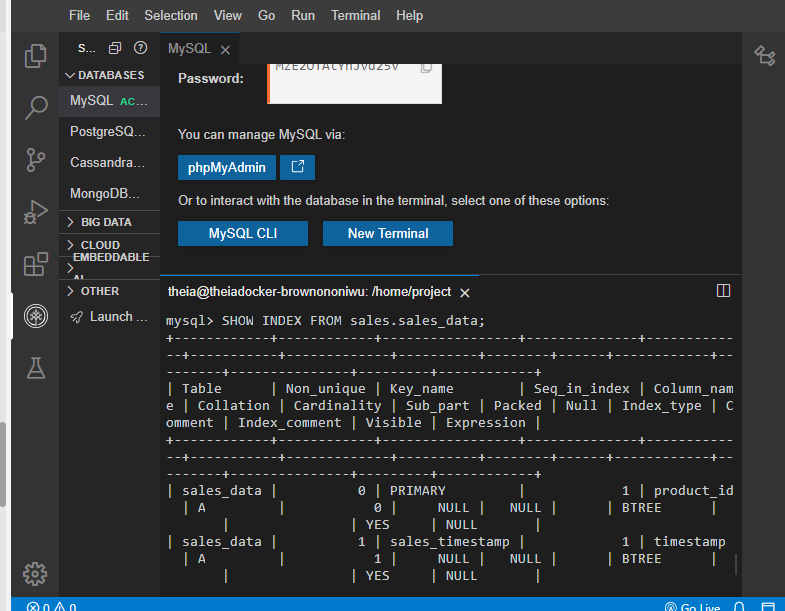 File Edit Selection View Go Run Terminal Help
S...
MySQL
DATABASES
MySQL AC...
PostgreSQ...
Cassandra...
MongoDB...
BIG DATA
CLOUD
EMBEDDABLE
AI
OTHER
Launch ...
Password:
You can manage MySQL via:
phpMyAdmin
Or to interact with the database in the terminal, select one of these options:
MySQL CLI New Terminal
theia@theiadocker-brownononiwu: /home/project
mysql> SHOW INDEX FROM sales.sales_data;
+------------+------------+-----------------+--------------+-----------
--+-----------+-------------+----------+--------+------+------------+--
-------+---------------+---------+------------+
| Table      | Non_unique | Key_name        | Seq_in_index | Column_nam
e | Collation | Cardinality | Sub_part | Packed | Null | Index_type | C
omment | Index_comment | Visible | Expression |
+------------+------------+-----------------+--------------+-----------
--+-----------+-------------+----------+--------+------+------------+--
-------+---------------+---------+------------+
| sales_data |          0 | PRIMARY         |            1 | product_id
  | A         |           0 |     NULL |   NULL |      | BTREE      |
       |               | YES     | NULL       |
| sales_data |          1 | sales_timestamp |            1 | timestamp
  | A         |           1 |     NULL |   NULL |      | BTREE      |
       |               | YES     | NULL       |
0 0 Go Live